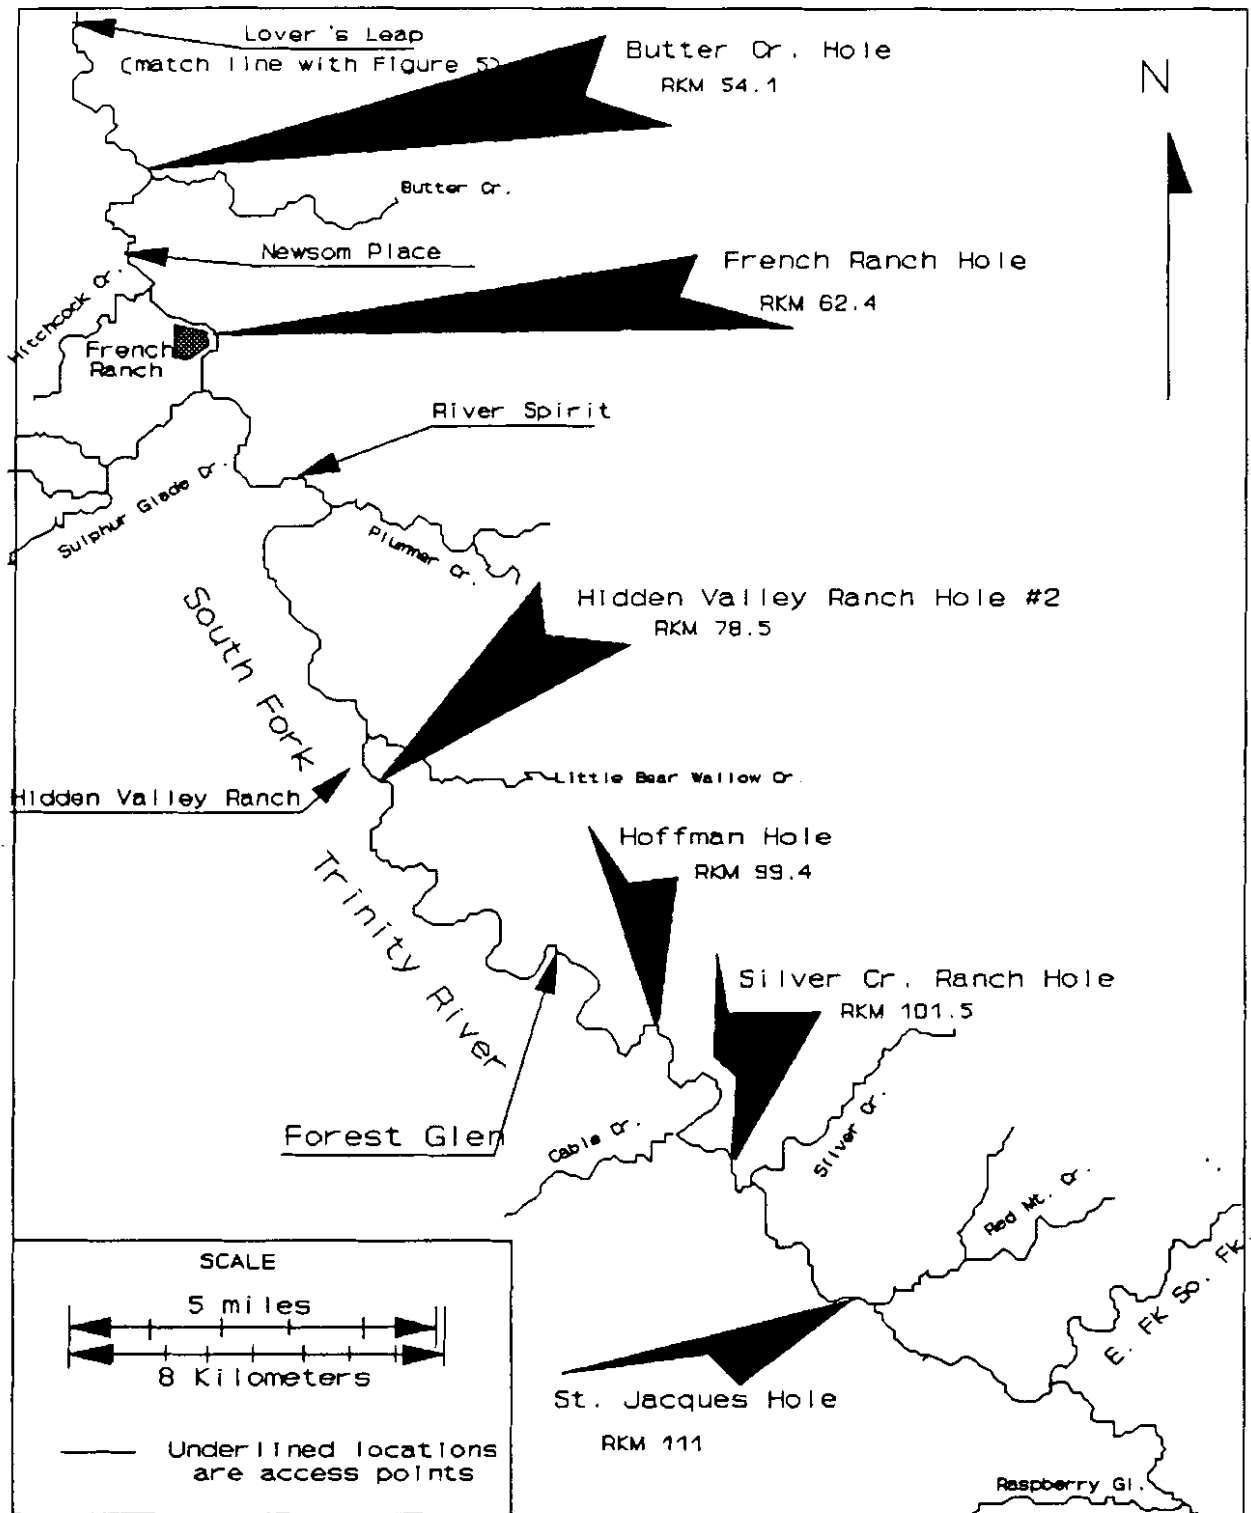 Lover's Leap
(match line with Figure 5)
Butter Cr. Hole
RKM 54.1
N
Butter Cr.
Newsom Place
French Ranch Hole
RKM 62.4
Hitchcock Cr.
French
Ranch
River Spirit
Sulphur Glade Cr.
Plummer Cr.
Hidden Valley Ranch Hole #2
RKM 78.5
South Fork
Little Bear Wallow Cr.
Hidden Valley Ranch
Hoffman Hole
RKM 99.4
Trinity River
Silver Cr. Ranch Hole
RKM 101.5
Forest Glen
Cable Cr.
Silver Cr.
Red Mt. Cr.
E. Fk So. Fk
SCALE
5 miles
8 Kilometers
St. Jacques Hole
RKM 111
Underlined locations
are access points
Raspberry Gl.